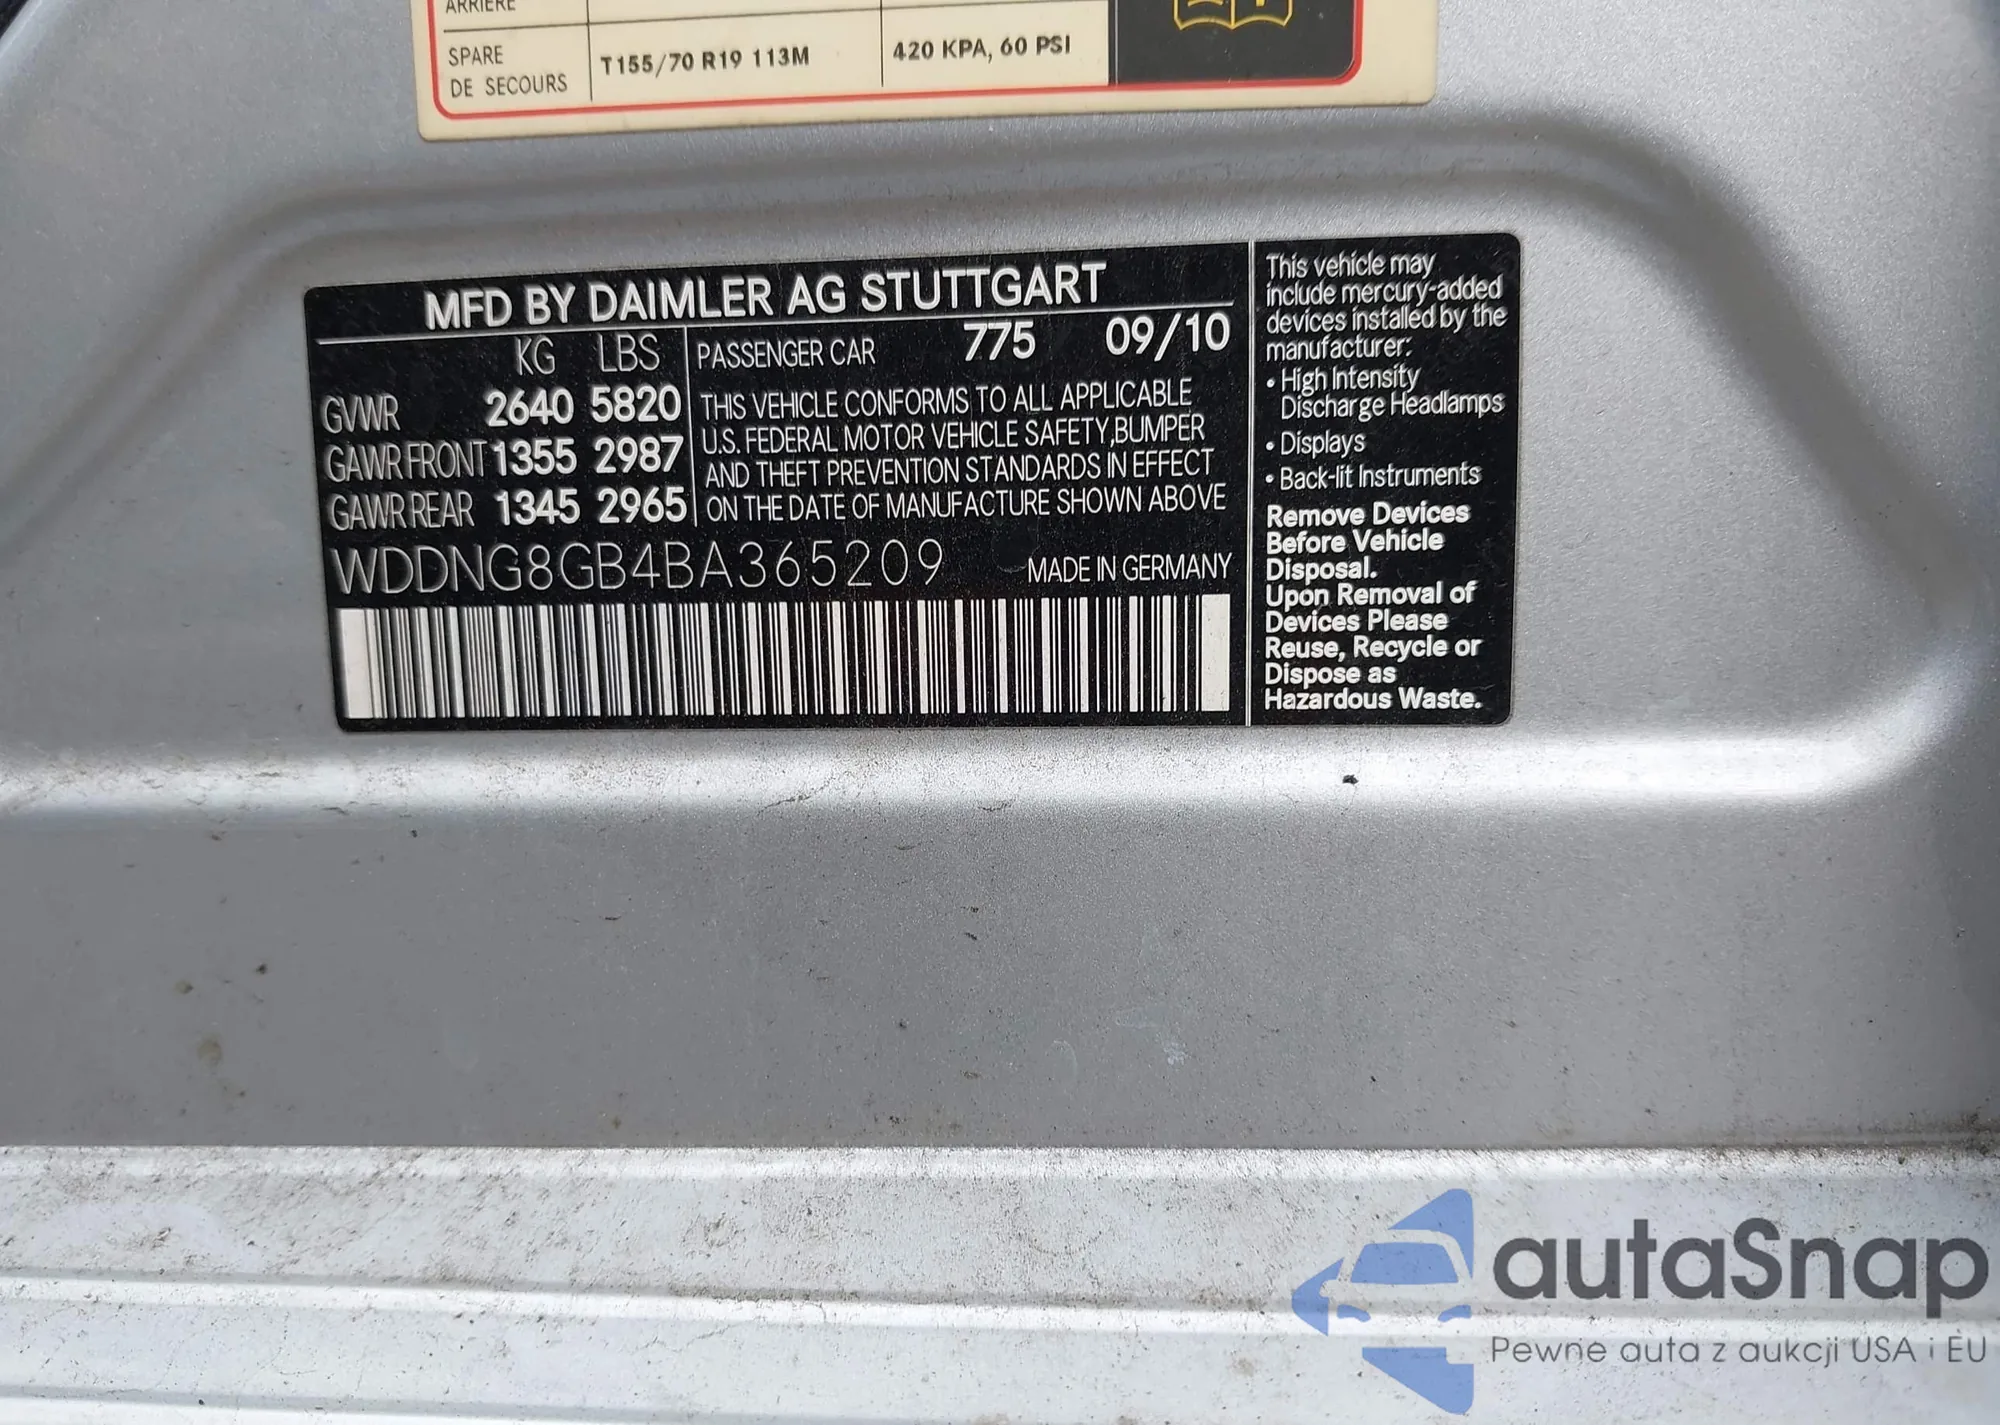 ARRIÈRE
SPARE
DE SECOURS
T155/70 R19 113M
420 KPA, 60 PSI
MFD BY DAIMLER AG STUTTGART
KG LBS
GVWR 2640 5820
GAWR FRONT 1355 2987
GAWR REAR 1345 2965
PASSENGER CAR 775 09/10
THIS VEHICLE CONFORMS TO ALL APPLICABLE
U.S. FEDERAL MOTOR VEHICLE SAFETY,BUMPER
AND THEFT PREVENTION STANDARDS IN EFFECT
ON THE DATE OF MANUFACTURE SHOWN ABOVE
WDDNG8GB4BA365209
MADE IN GERMANY
This vehicle may
include mercury-added
devices installed by the
manufacturer:
• High Intensity
Discharge Headlamps
• Displays
• Back-lit Instruments
Remove Devices
Before Vehicle
Disposal.
Upon Removal of
Devices Please
Reuse, Recycle or
Dispose as
Hazardous Waste.
autaSnap
Pewne auta z aukcji USA i EU